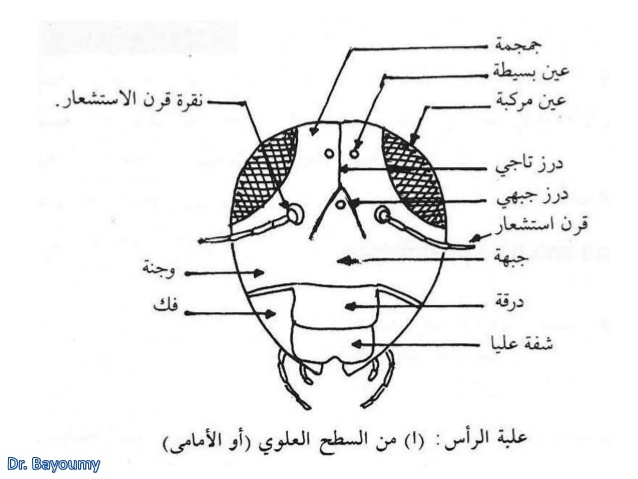 جمجمة
عين بسيطة
عين مركبة
نقرة قرن الاستشعار.
درز تاجي
درز جبهي
قرن استشعار
جبهة
وجنة
درقة
فك
شفة عليا
علبة الرأس: (ا) من السطح العلوي (أو الأمامى)
Dr. Bayoumy